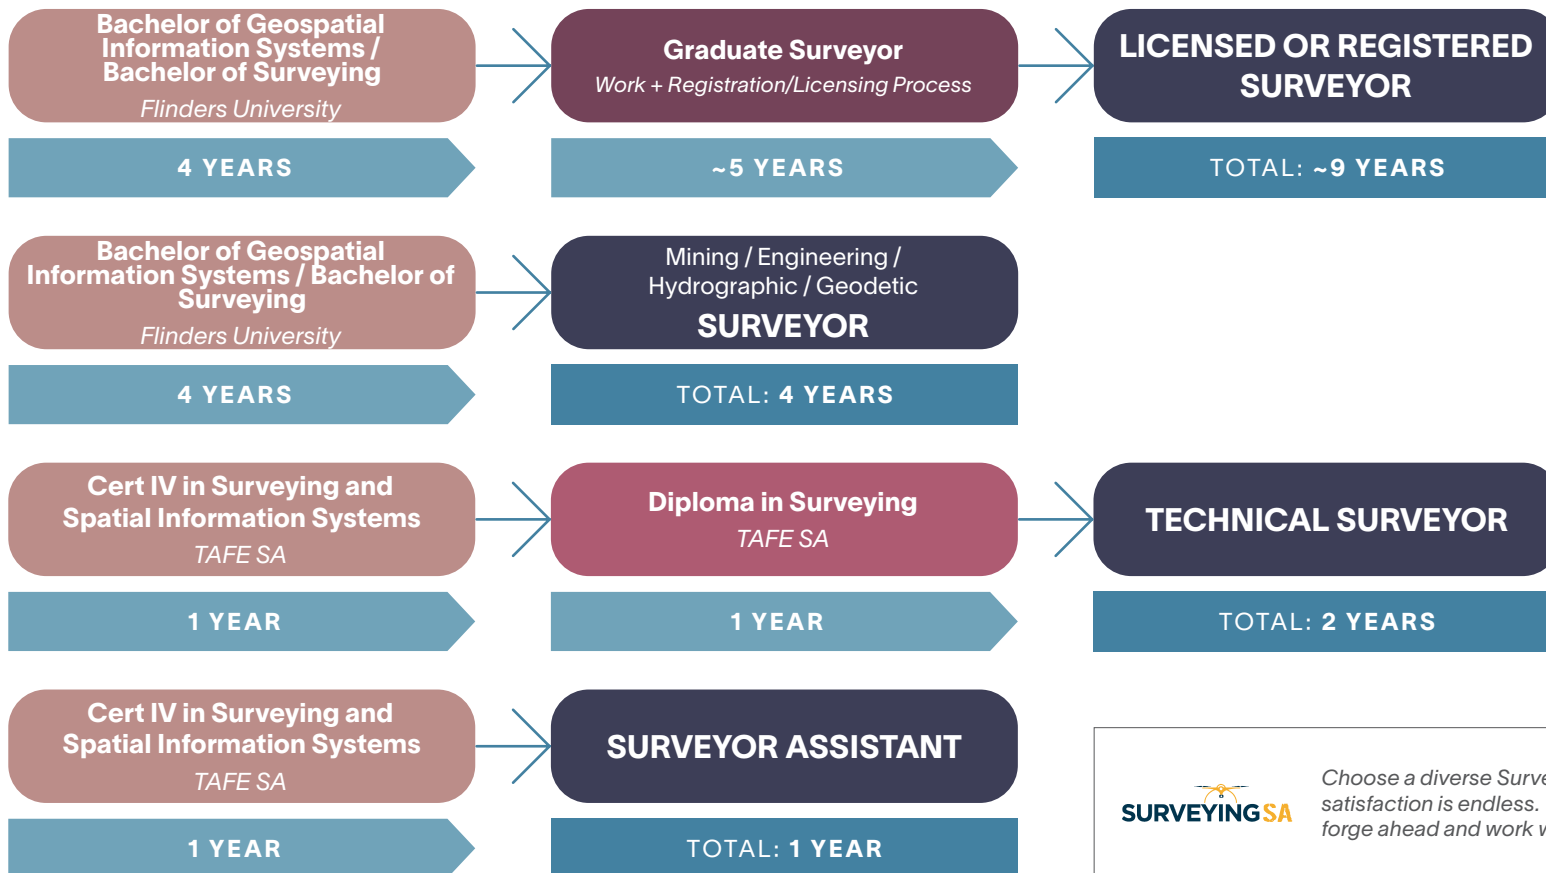 Bachelor of Geospatial
Information Systems /
Bachelor of Surveying
Flinders University
4 YEARS
Graduate Surveyor
Work + Registration/Licensing Process
~5 YEARS
LICENSED OR REGISTERED
SURVEYOR
TOTAL: ~9 YEARS
Bachelor of Geospatial
Information Systems / Bachelor of
Surveying
Flinders University
4 YEARS
Mining / Engineering /
Hydrographic / Geodetic
SURVEYOR
TOTAL: 4 YEARS
Cert IV in Surveying and
Spatial Information Systems
TAFE SA
1 YEAR
Diploma in Surveying
TAFE SA
1 YEAR
TECHNICAL SURVEYOR
TOTAL: 2 YEARS
Cert IV in Surveying and
Spatial Information Systems
TAFE SA
1 YEAR
SURVEYOR ASSISTANT
TOTAL: 1 YEAR
SURVEYINGSA
Choose a diverse
satisfaction is endless.
forge ahead and work